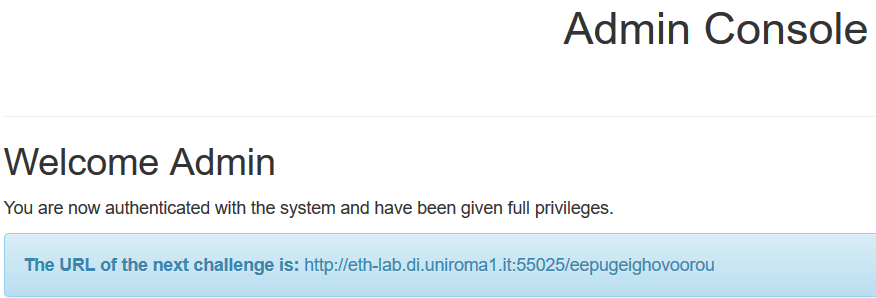 Admin Console
Welcome Admin
You are now authenticated with the system and have been given full privileges.
The URL of the next challenge is: http://eth-lab.di.uniroma1.it:55025/eepugeighovoorou